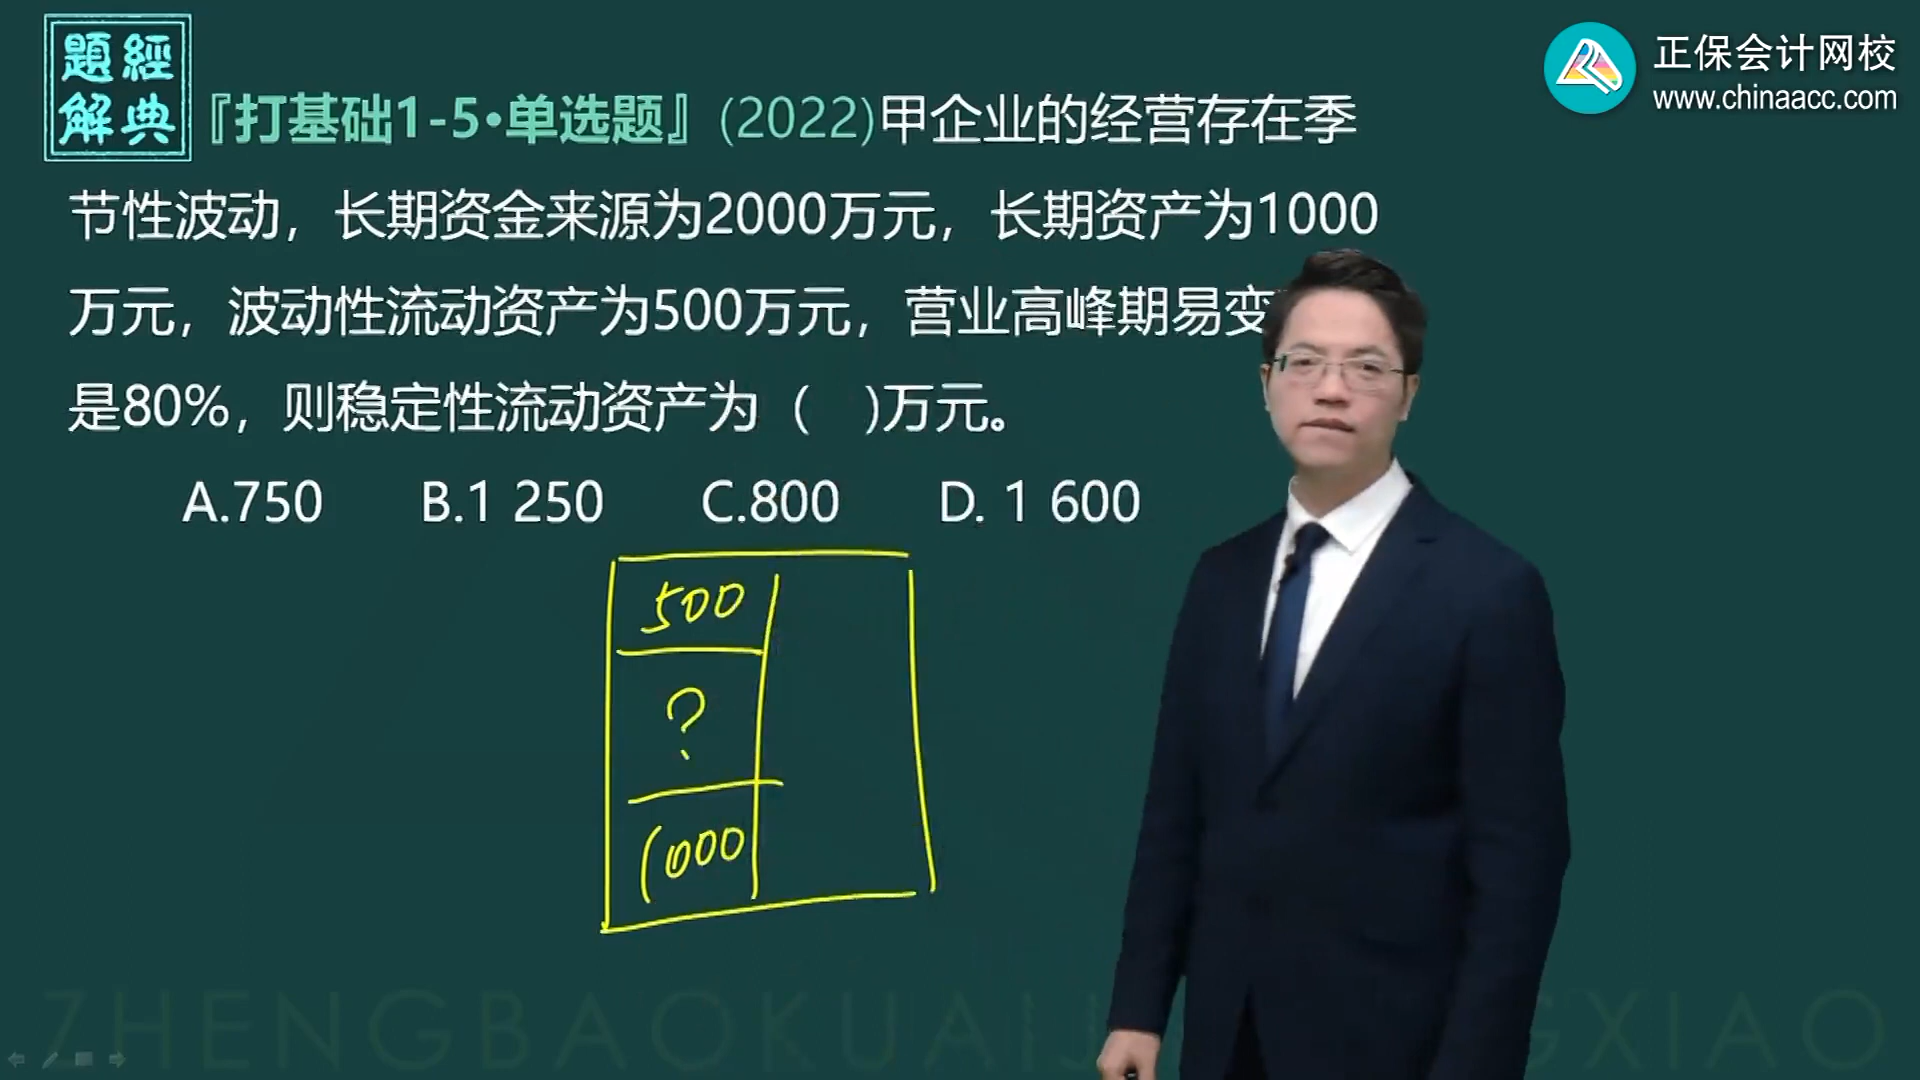 題經
解典
正保会计网校
www.chinaacc.com
『打基础1-5•单选题』(2022)甲企业的经营存在季
节性波动，长期资金来源为2000万元，长期资产为1000
万元，波动性流动资产为500万元，营业高峰期易变
是80%，则稳定性流动资产为（ )万元。
A.750 B.1 250 C.800 D. 1 600
500
?
1000